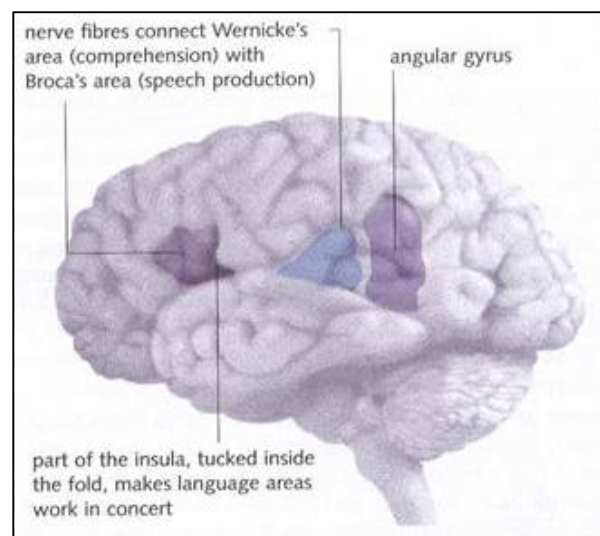 nerve fibres connect Wernicke's
area (comprehension) with
Broca's area (speech production)
angular gyrus
part of the insula, tucked inside
the fold, makes language areas
work in concert